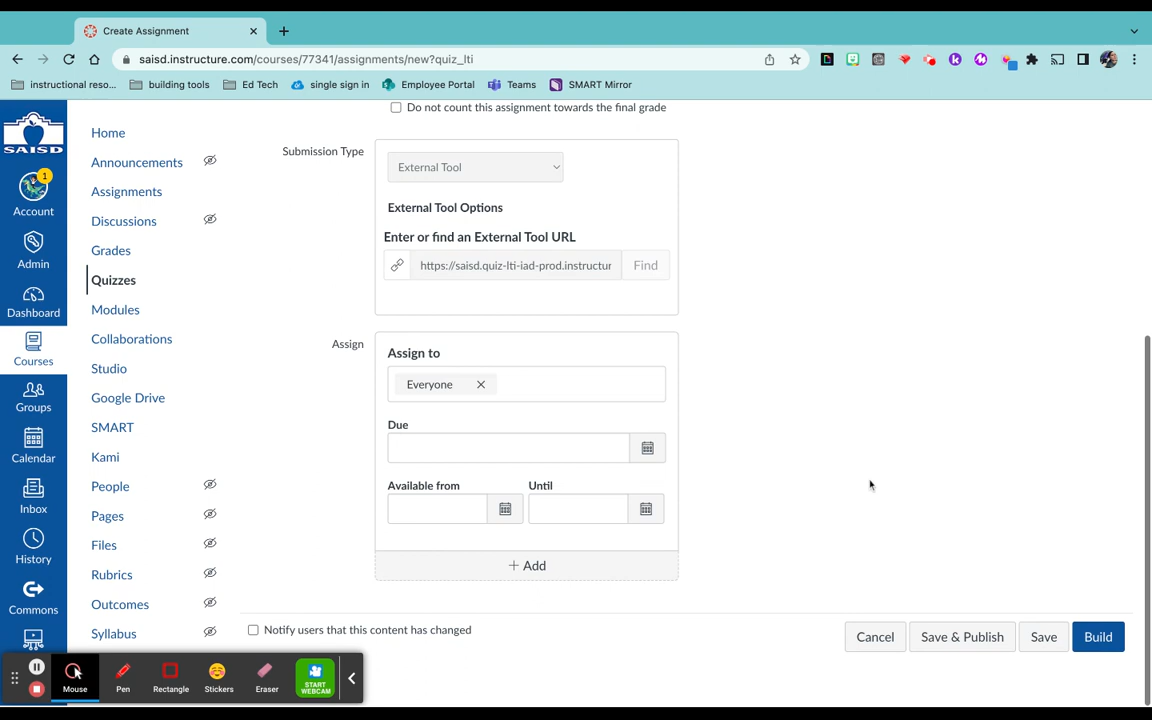 Create Assignment
saisd.instructure.com/courses/77341/assignments/new?quiz_lti
instructional reso...
building tools
Ed Tech
single sign in
Employee Portal
Teams
SMART Mirror
SAISD
1
Account
Admin
Dashboard
Courses
Groups
Calendar
Inbox
History
Commons
Home
Announcements
Assignments
Discussions
Grades
Quizzes
Modules
Collaborations
Studio
Google Drive
SMART
Kami
People
Pages
Files
Rubrics
Outcomes
Syllabus
Do not count this assignment towards the final grade
Submission Type
External Tool
External Tool Options
Enter or find an External Tool URL
https://saisd.quiz-lti-iad-prod.instructur
Find
Assign
Assign to
Everyone
Due
Available from
Until
+ Add
Notify users that this content has changed
Cancel
Save & Publish
Save
Build
Mouse
Pen
Rectangle
Stickers
Eraser
START
WEBCAM